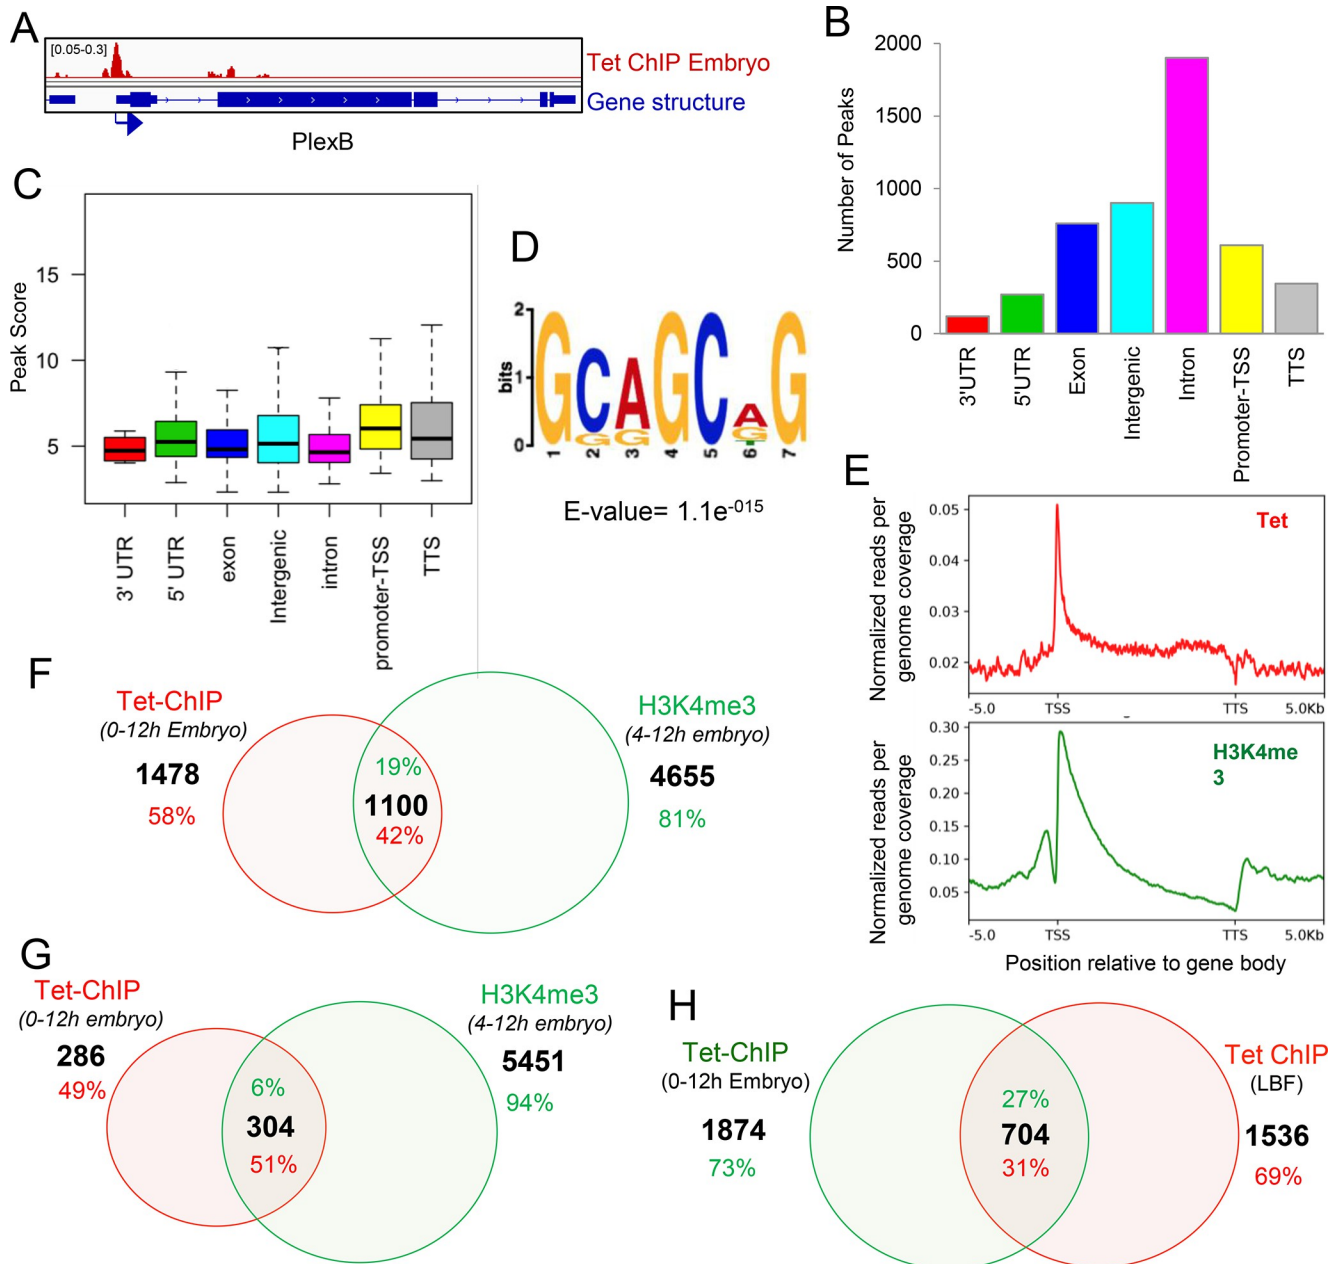 A
[0.05-0.3]
Tet ChIP Embryo
Gene structure
PlexB
B
Number of Peaks
2000
1500
1000
500
0
3'UTR
5'UTR
Exon
Intergenic
Intron
Promoter-TSS
TTS
C
Peak Score
15
10
5
3' UTR
5' UTR
exon
Intergenic
intron
promoter-TSS
TTS
D
bits
2
1
0
GCAGCAG
GG G
1 2 3 4 5 6 7
E-value= 1.1e-015
E
Normalized reads per
genome coverage
0.05
0.04
0.03
0.02
Tet
-5.0 TSS TTS 5.0Kb
Normalized reads per
genome coverage
0.30
0.25
0.20
0.15
0.10
0.05
H3K4me
3
-5.0 TSS TTS 5.0Kb
Position relative to gene body
F
Tet-ChIP
(0-12h Embryo)
1478
58%
19%
1100
42%
H3K4me3
(4-12h embryo)
4655
81%
G
Tet-ChIP
(0-12h embryo)
286
49%
6%
304
51%
H3K4me3
(4-12h embryo)
5451
94%
H
Tet-ChIP
(0-12h Embryo)
1874
73%
27%
704
31%
Tet ChIP
(LBF)
1536
69%